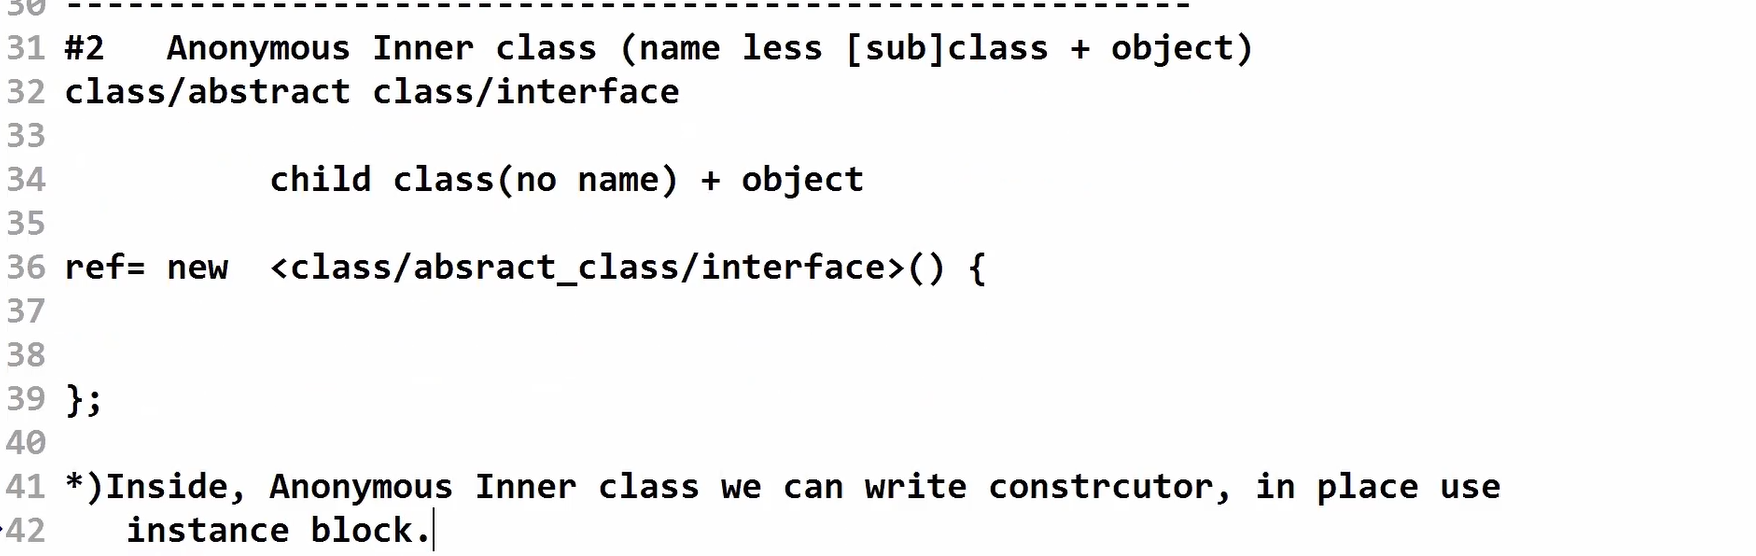 30 -------------------------------------------------------
31 #2   Anonymous Inner class (name less [sub]class + object)
32 class/abstract class/interface
33
34           child class(no name) + object
35
36 ref= new  <class/absract_class/interface>() {
37
38
39 };
40
41 *)Inside, Anonymous Inner class we can write constrcutor, in place use
42    instance block.